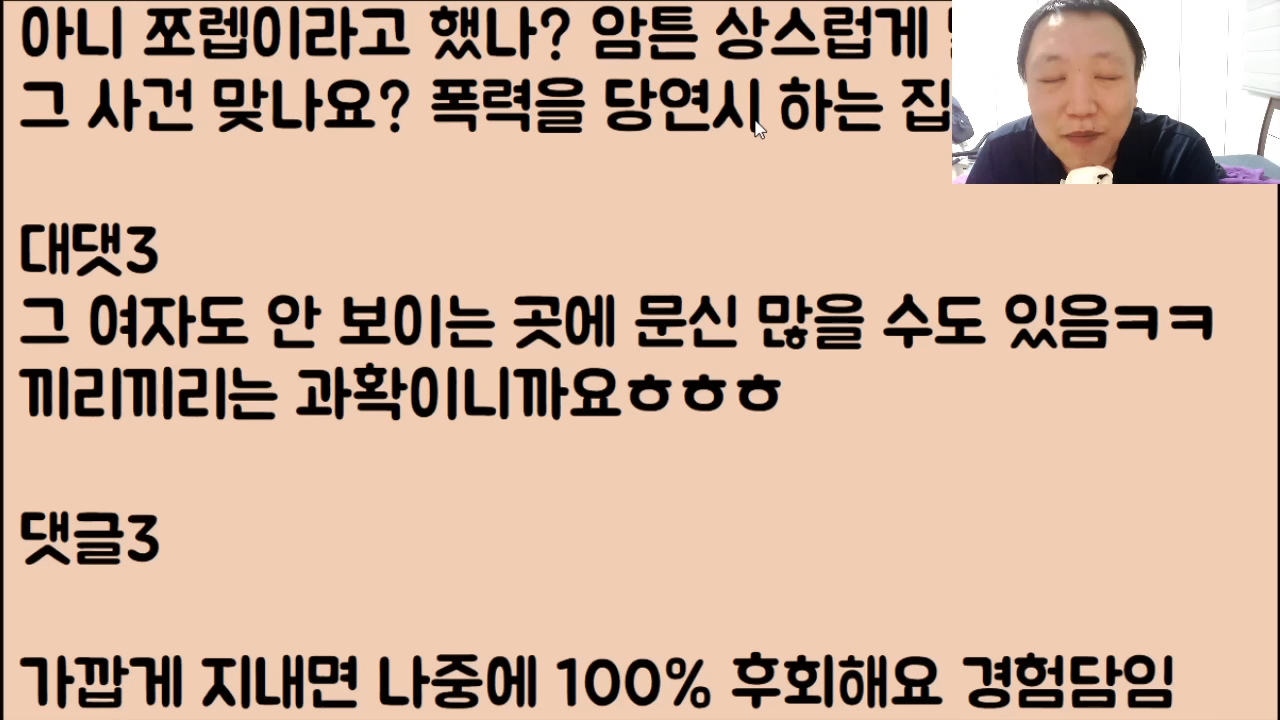 아니 쪼렙이라고 했나? 암튼 상스럽게
그 사건 맞나요? 폭력을 당연시 하는 집
대댓3
그 여자도 안 보이는 곳에 문신 많을 수도 있음ㅋㅋ
끼리끼리는 과확이니까요ㅎㅎㅎ
댓글3
가깝게 지내면 나중에 100% 후회해요 경험담임